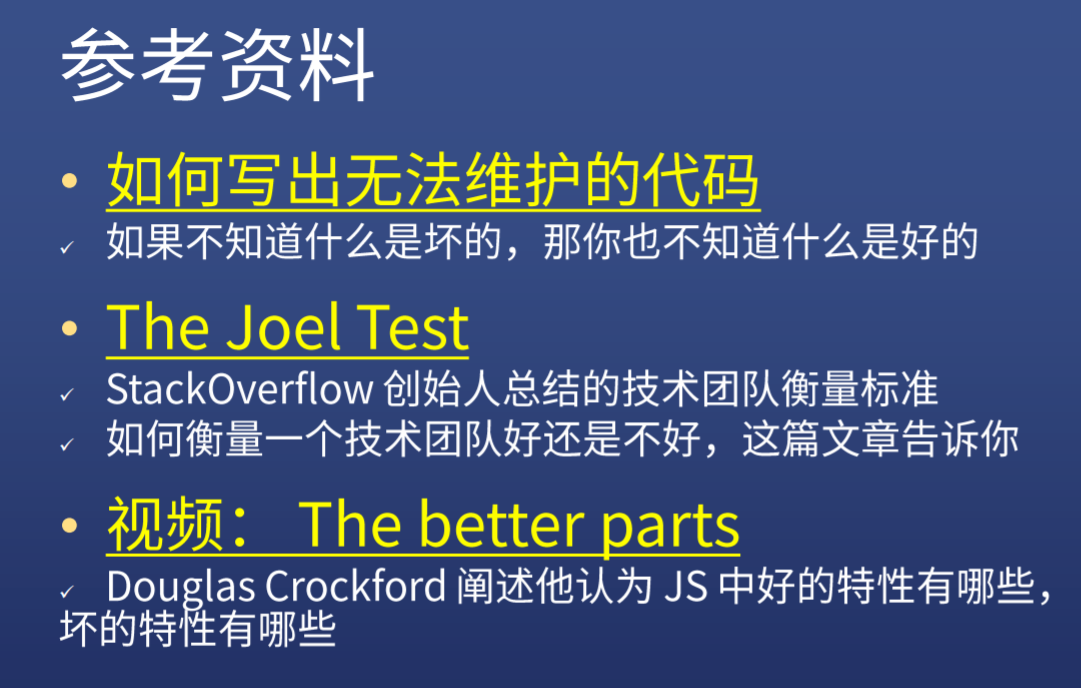 参考资料
• 如何写出无法维护的代码
✓ 如果不知道什么是坏的，那你也不知道什么是好的
• The Joel Test
✓ StackOverflow 创始人总结的技术团队衡量标准
✓ 如何衡量一个技术团队好还是不好，这篇文章告诉你
• 视频： The better parts
✓ Douglas Crockford 阐述他认为 JS 中好的特性有哪些，
坏的特性有哪些